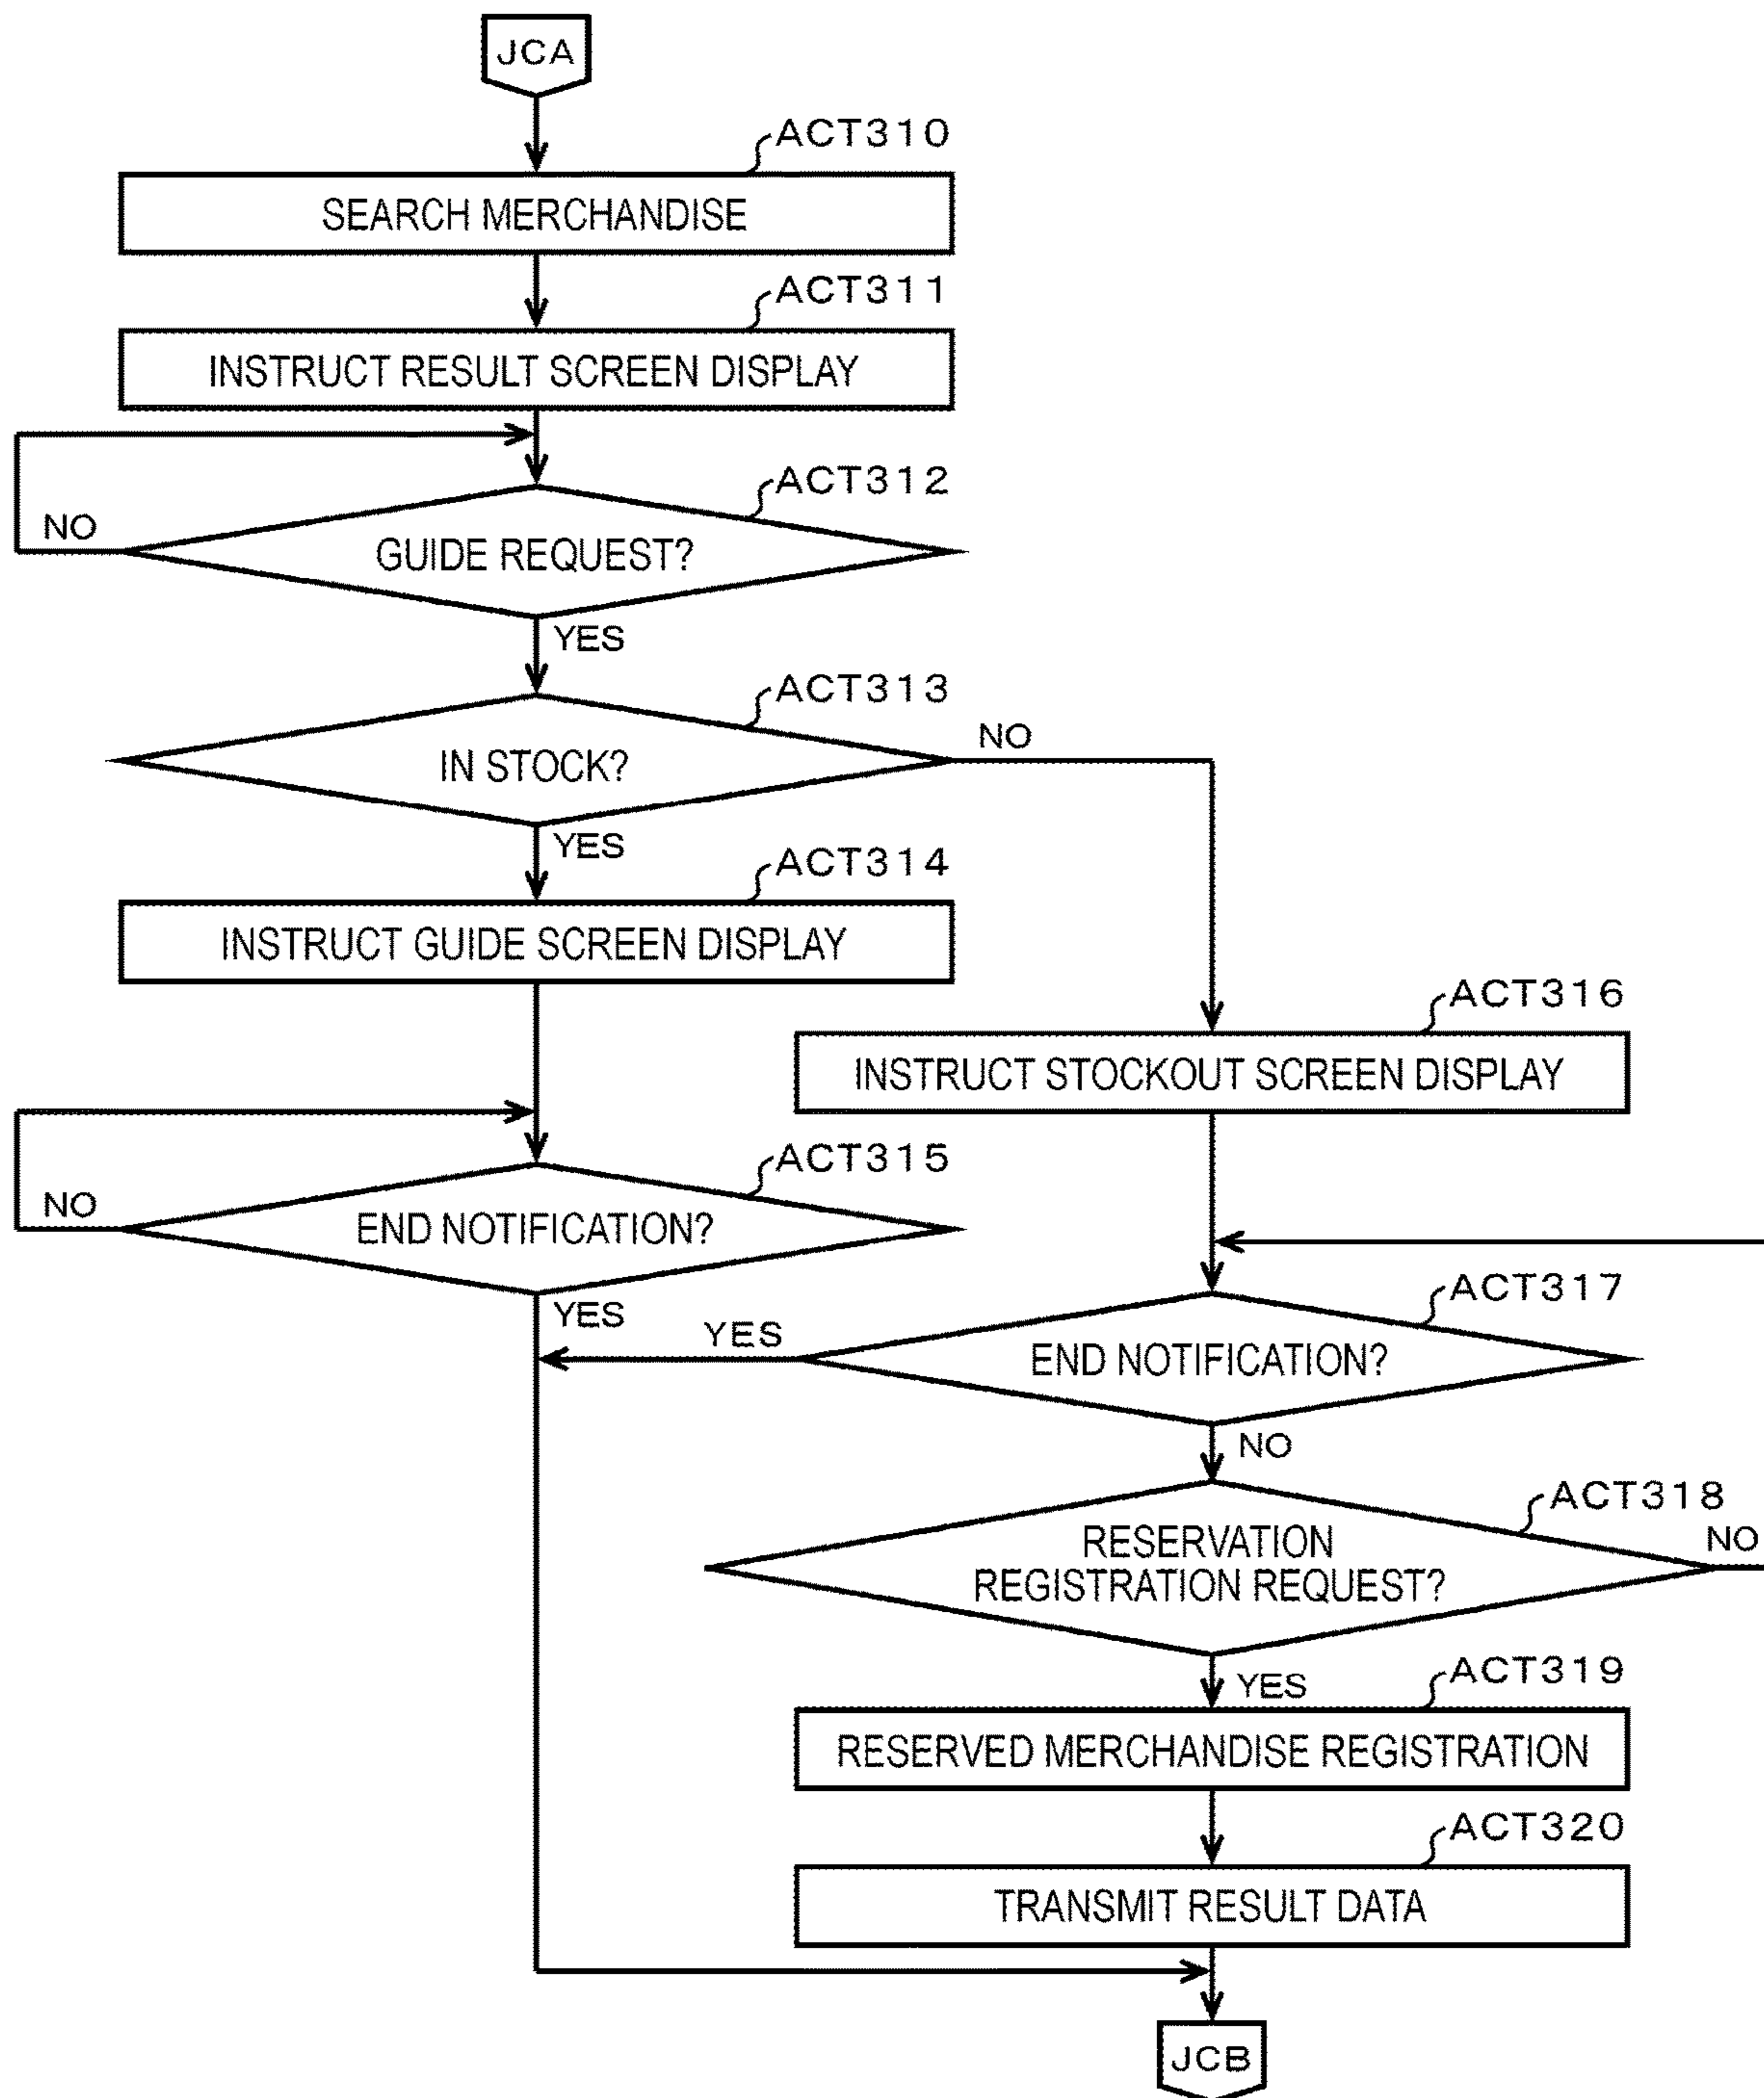 JCA
ACT310
SEARCH MERCHANDISE
ACT311
INSTRUCT RESULT SCREEN DISPLAY
ACT312
NO
GUIDE REQUEST?
YES
ACT313
NO
IN STOCK?
YES
ACT314
INSTRUCT GUIDE SCREEN DISPLAY
ACT316
INSTRUCT STOCKOUT SCREEN DISPLAY
ACT315
NO
END NOTIFICATION?
YES
ACT317
YES
END NOTIFICATION?
NO
ACT318
NO
RESERVATION
REGISTRATION REQUEST?
YES
ACT319
RESERVED MERCHANDISE REGISTRATION
ACT320
TRANSMIT RESULT DATA
JCB